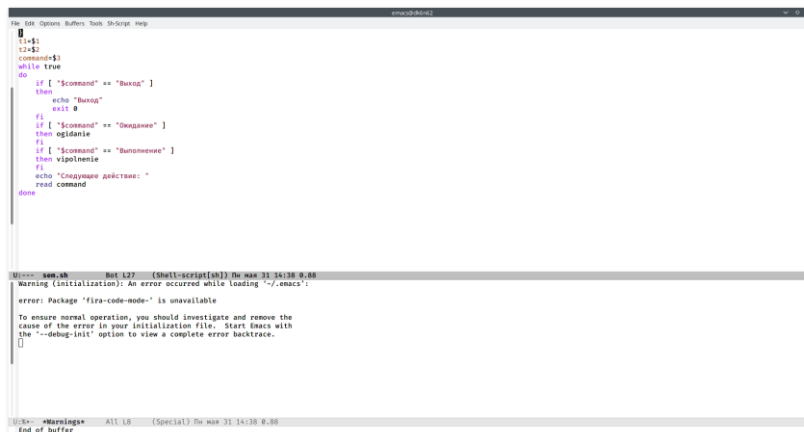 emacs@dk6n62
File Edit Options Buffers Tools Sh-Script Help
}
t1=$1
t2=$2
command=$3
while true
do
    if [ "$command" == "Выход" ]
    then
        echo "Выход"
        exit 0
    fi
    if [ "$command" == "Ожидание" ]
    then ogidanie
    fi
    if [ "$command" == "Выполнение" ]
    then vipolnenie
    fi
    echo "Следующее действие: "
    read command
done
U:--- sem.sh Bot L27 (Shell-script[sh]) Пн мая 31 14:38 0.88
Warning (initialization): An error occurred while loading ‘~/.emacs’:
error: Package ‘fira-code-mode-’ is unavailable
To ensure normal operation, you should investigate and remove the
cause of the error in your initialization file. Start Emacs with
the ‘--debug-init’ option to view a complete error backtrace.
U:%*- *Warnings* All L8 (Special) Пн мая 31 14:38 0.88
End of buffer